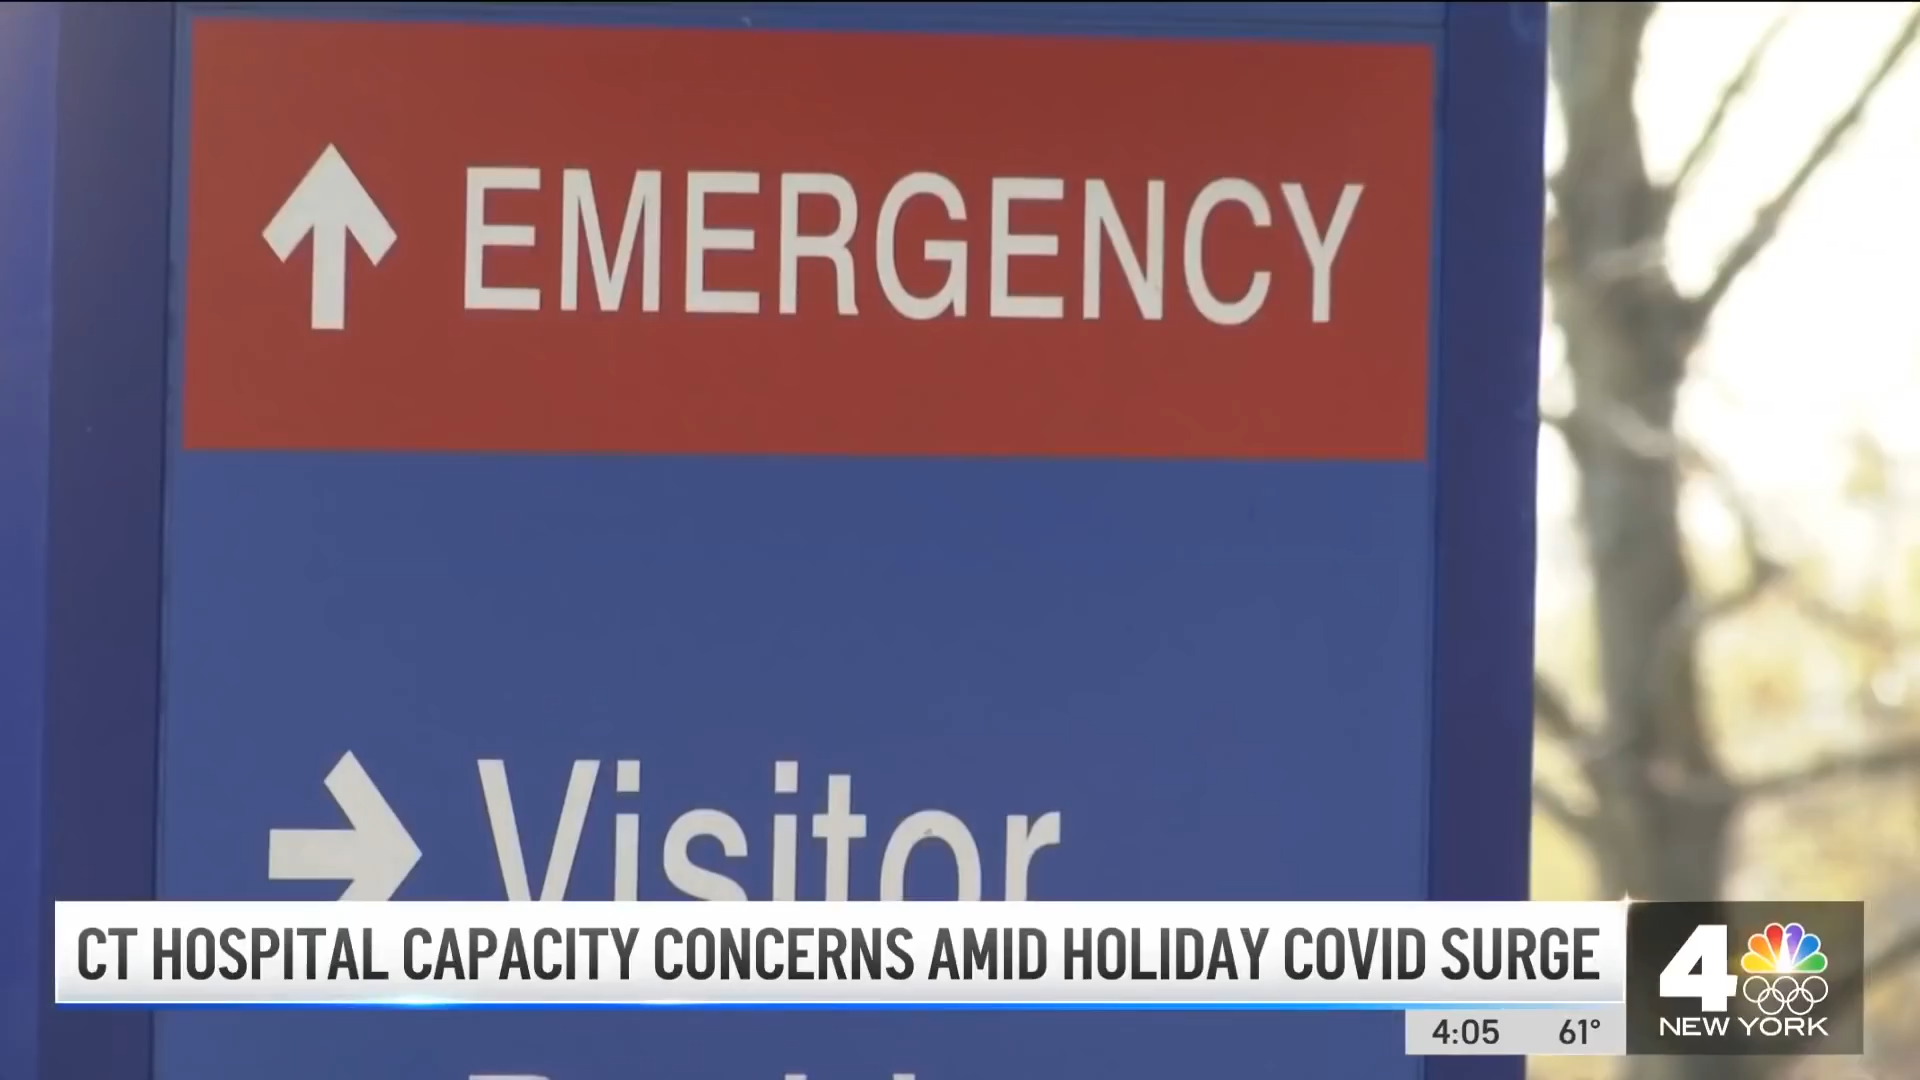 EMERGENCY
Visitor
CT HOSPITAL CAPACITY CONCERNS AMID HOLIDAY COVID SURGE
4
NEW YORK
4:05 61°